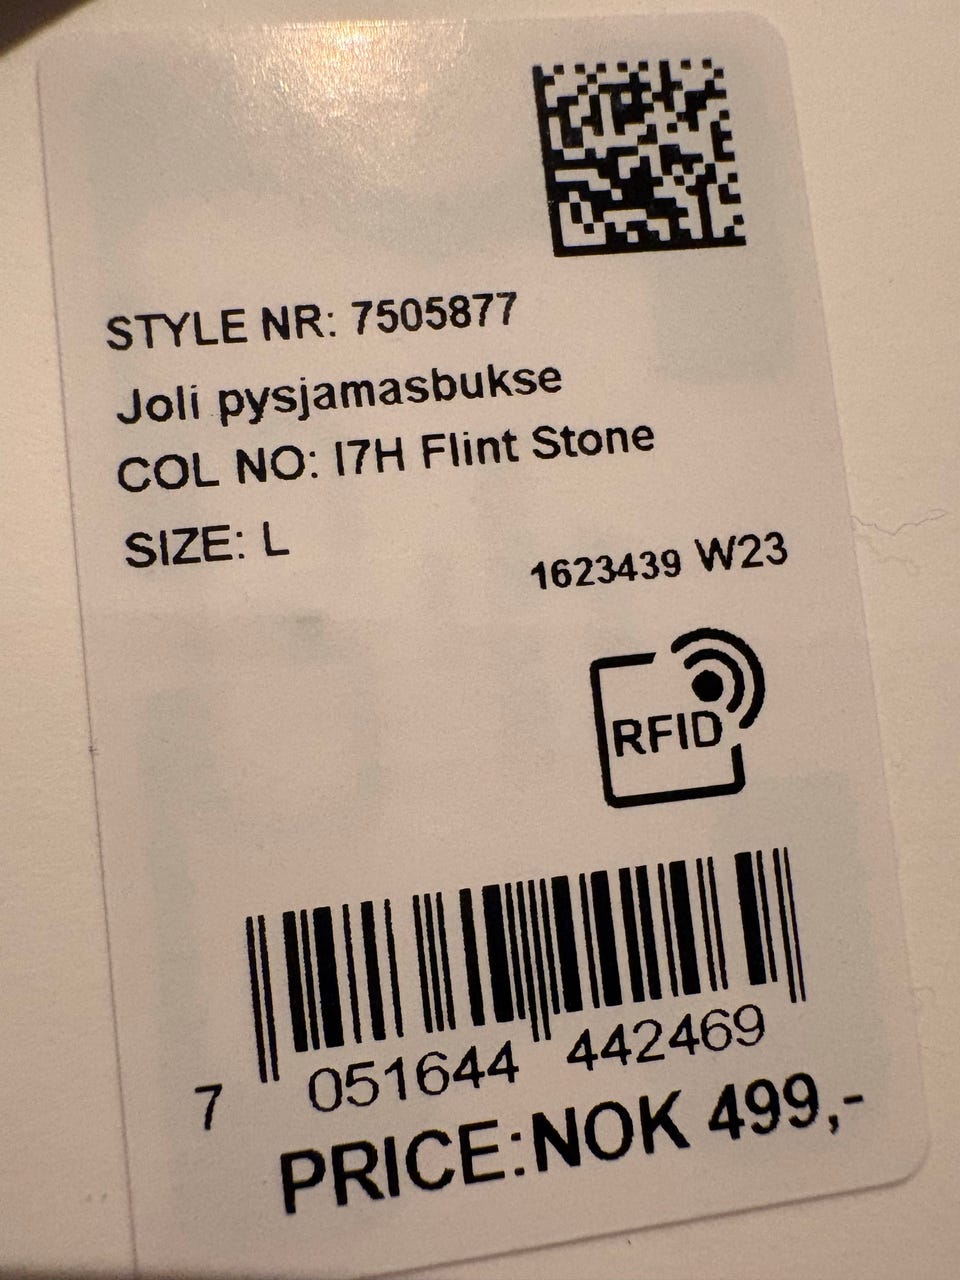 STYLE NR: 7505877
Joli pysjamasbukse
COL NO: I7H Flint Stone
SIZE: L
1623439 W23
RFID
7 051644 442469
PRICE:NOK 499,-